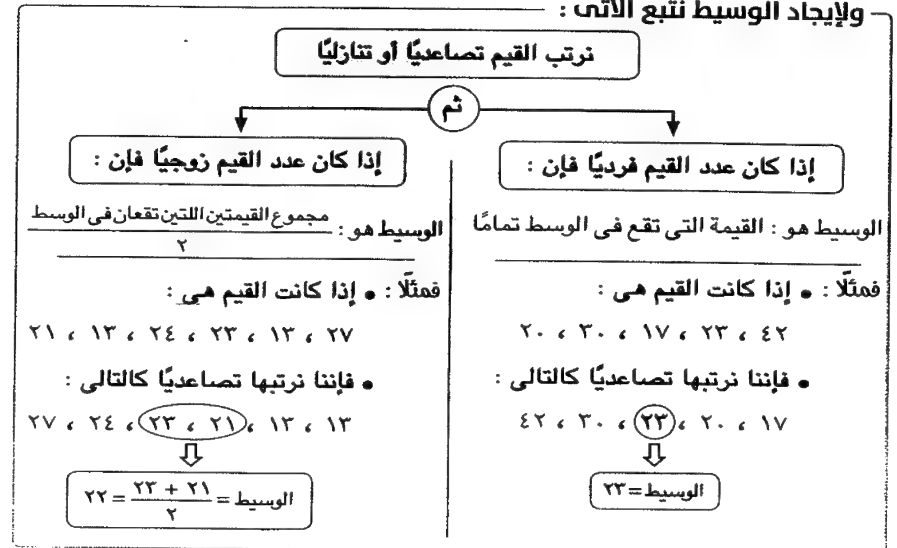 ولإيجاد الوسيط نتبع الآتى :
نرتب القيم تصاعديًا أو تنازليًا
ثم
إذا كان عدد القيم فرديًا فإن :
الوسيط هو : القيمة التى تقع فى الوسط تمامًا
فمثلًا : • إذا كانت القيم هى :
٤٢ ، ٢٣ ، ١٧ ، ٣٠ ، ٢٠
• فإننا نرتبها تصاعديًا كالتالى :
١٧ ، ٢٠ ، ٢٣ ، ٣٠ ، ٤٢
الوسيط = ٢٣
إذا كان عدد القيم زوجيًا فإن :
الوسيط هو : مجموع القيمتين اللتين تقعان فى الوسط
٢
فمثلًا : • إذا كانت القيم هى :
٢٧ ، ١٣ ، ٢٣ ، ٢٤ ، ١٣ ، ٢١
• فإننا نرتبها تصاعديًا كالتالى :
١٣ ، ١٣ ، ٢١ ، ٢٣ ، ٢٤ ، ٢٧
الوسيط = ٢١ + ٢٣ = ٢٢
٢